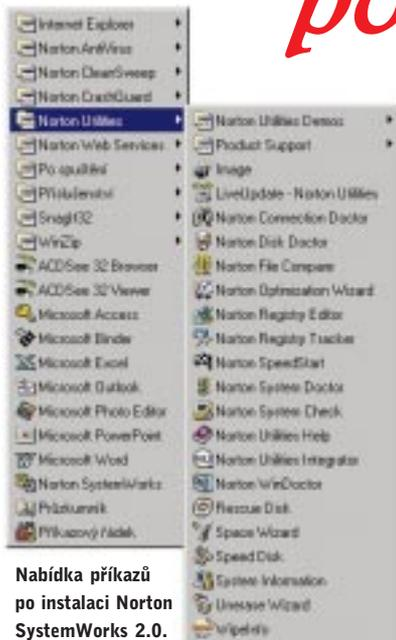 po
Internet Explorer
Norton AntiVirus
Norton CleanSweep
Norton CrashGuard
Norton Utilities
Norton Web Services
Po spuštění
Příslušenství
SnagIt32
WinZip
ACDSee 32 Browser
ACDSee 32 Viewer
Microsoft Access
Microsoft Binder
Microsoft Excel
Microsoft Outlook
Microsoft Photo Editor
Microsoft PowerPoint
Microsoft Word
Norton SystemWorks
Průzkumník
Příkazový řádek
Norton Utilities Demos
Product Support
Image
LiveUpdate - Norton Utilities
Norton Connection Doctor
Norton Disk Doctor
Norton File Compare
Norton Optimization Wizard
Norton Registry Editor
Norton Registry Tracker
Norton SpeedStart
Norton System Doctor
Norton System Check
Norton Utilities Help
Norton Utilities Integrator
Norton WinDoctor
Rescue Disk
Space Wizard
Speed Disk
System Information
Unerase Wizard
WipeInfo
Nabídka příkazů
po instalaci Norton
SystemWorks 2.0.